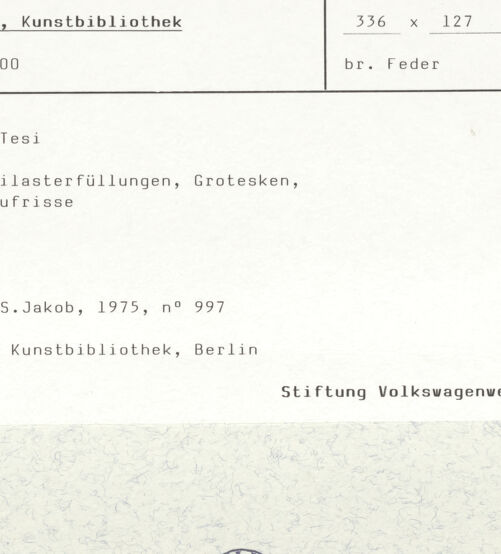 , Kunstbibliothek
336 x 127
00
br. Feder
Tesi
ilasterfüllungen, Grotesken,
ufrisse
S.Jakob, 1975, nº 997
Kunstbibliothek, Berlin
Stiftung Volkswagenwe